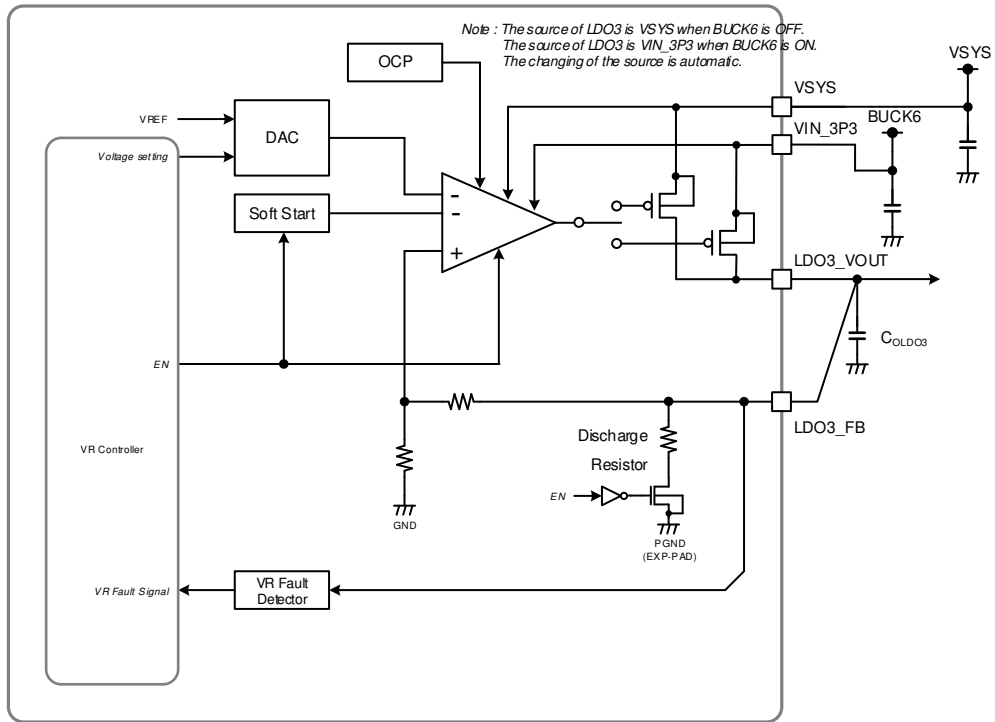 Note : The source of LDO3 is VSYS when BUCK6 is OFF.
The source of LDO3 is VIN_3P3 when BUCK6 is ON.
The changing of the source is automatic.
VSYS
OCP
VSYS
BUCK6
VREF
DAC
VIN_3P3
Voltage setting
-
-
+
Soft Start
LDO3_VOUT
COLDO3
EN
LDO3_FB
VR Controller
Discharge
Resistor
EN
GND
PGND
(EXP-PAD)
VR Fault Signal
VR Fault
Detector